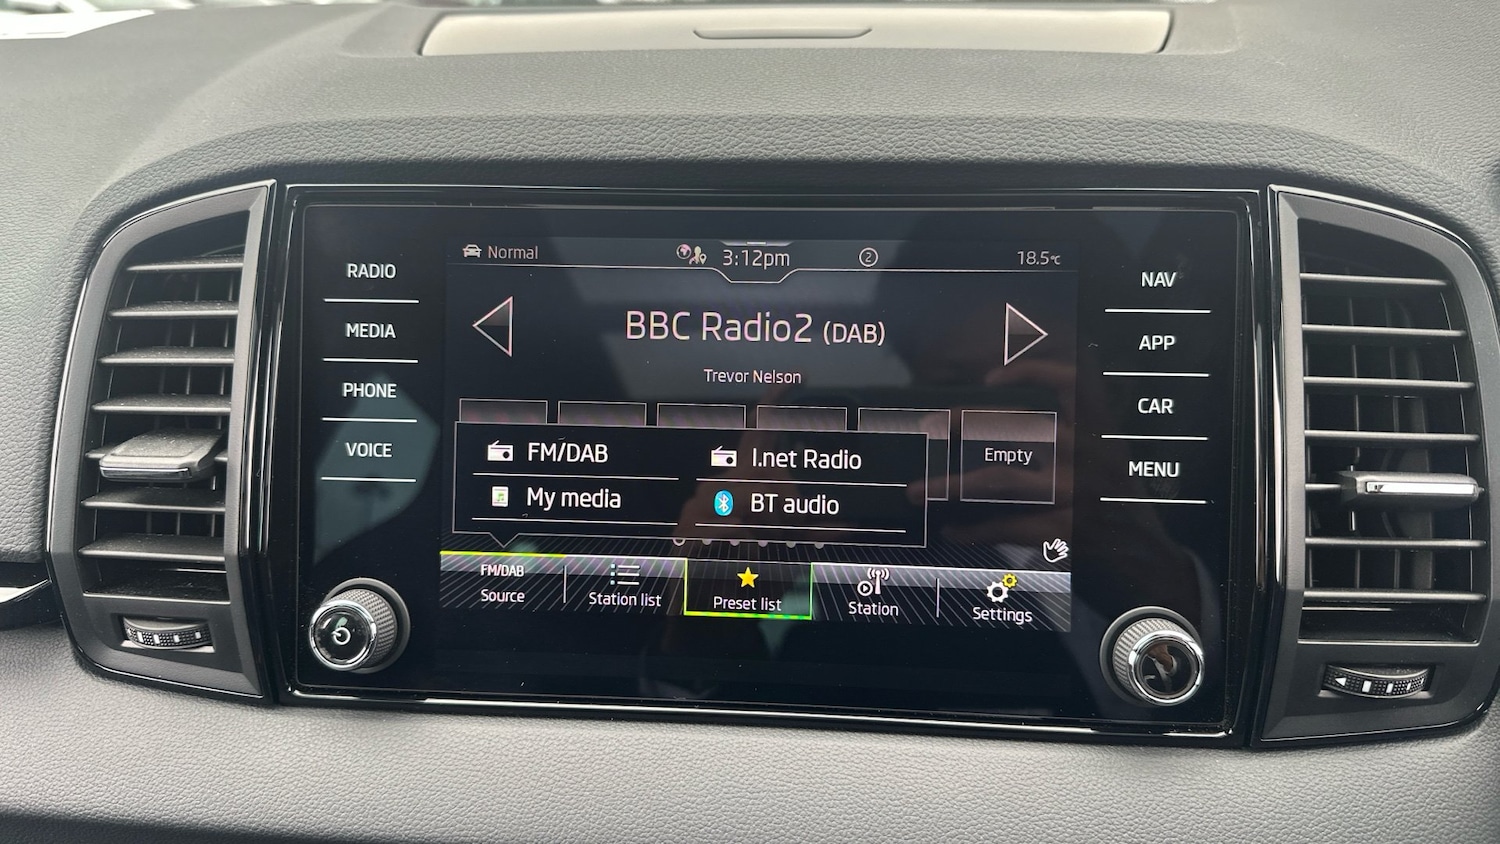 Normal
3:12pm
2
18.5°C
RADIO
MEDIA
PHONE
VOICE
BBC Radio2 (DAB)
Trevor Nelson
FM/DAB
I.net Radio
My media
BT audio
Empty
FM/DAB
Source
Station list
Preset list
Station
Settings
NAV
APP
CAR
MENU